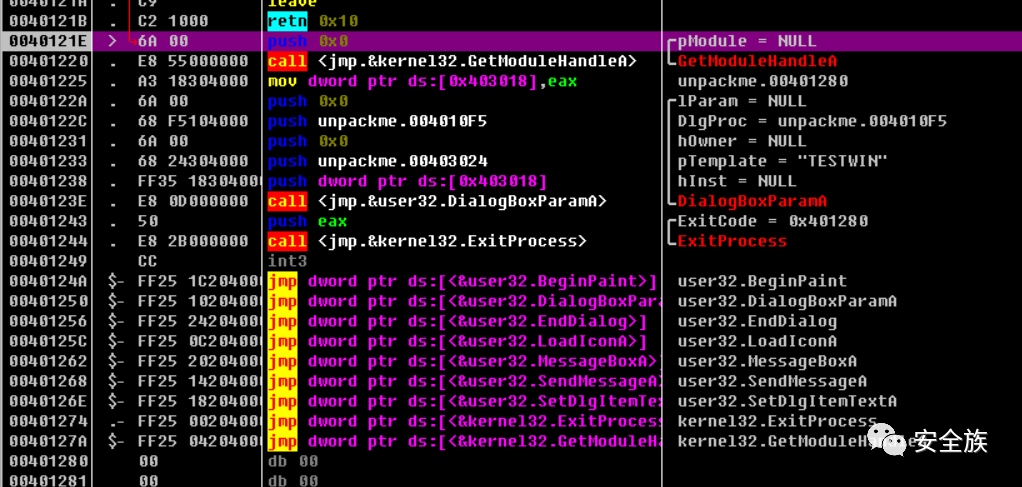 0040121A . C9 leave
0040121B . C2 1000 retn 0x10
0040121E > 6A 00 push 0x0 pModule = NULL
00401220 . E8 55000000 call <jmp.&kernel32.GetModuleHandleA> GetModuleHandleA
00401225 . A3 18304000 mov dword ptr ds:[0x403018],eax unpackme.00401280
0040122A . 6A 00 push 0x0 lParam = NULL
0040122C . 68 F5104000 push unpackme.004010F5 DlgProc = unpackme.004010F5
00401231 . 6A 00 push 0x0 hOwner = NULL
00401233 . 68 24304000 push unpackme.00403024 pTemplate = "TESTWIN"
00401238 . FF35 1830400 push dword ptr ds:[0x403018] hInst = NULL
0040123E . E8 0D000000 call <jmp.&user32.DialogBoxParamA> DialogBoxParamA
00401243 . 50 push eax ExitCode = 0x401280
00401244 . E8 2B000000 call <jmp.&kernel32.ExitProcess> ExitProcess
00401249 CC int3
0040124A $- FF25 1C20400 jmp dword ptr ds:[<&user32.BeginPaint>] user32.BeginPaint
00401250 $- FF25 1020400 jmp dword ptr ds:[<&user32.DialogBoxPara user32.DialogBoxParamA
00401256 $- FF25 2420400 jmp dword ptr ds:[<&user32.EndDialog>] user32.EndDialog
0040125C $- FF25 0C20400 jmp dword ptr ds:[<&user32.LoadIconA>] user32.LoadIconA
00401262 $- FF25 2020400 jmp dword ptr ds:[<&user32.MessageBoxA>] user32.MessageBoxA
00401268 $- FF25 1420400 jmp dword ptr ds:[<&user32.SendMessageA> user32.SendMessageA
0040126E $- FF25 1820400 jmp dword ptr ds:[<&user32.SetDlgItemTex user32.SetDlgItemTextA
00401274 .- FF25 0020400 jmp dword ptr ds:[<&kernel32.ExitProcess kernel32.ExitProcess
0040127A $- FF25 0420400 jmp dword ptr ds:[<&kernel32.GetModuleHa kernel32.GetModuleHandle
00401280 00 db 00
00401281 00 db 00
安全族